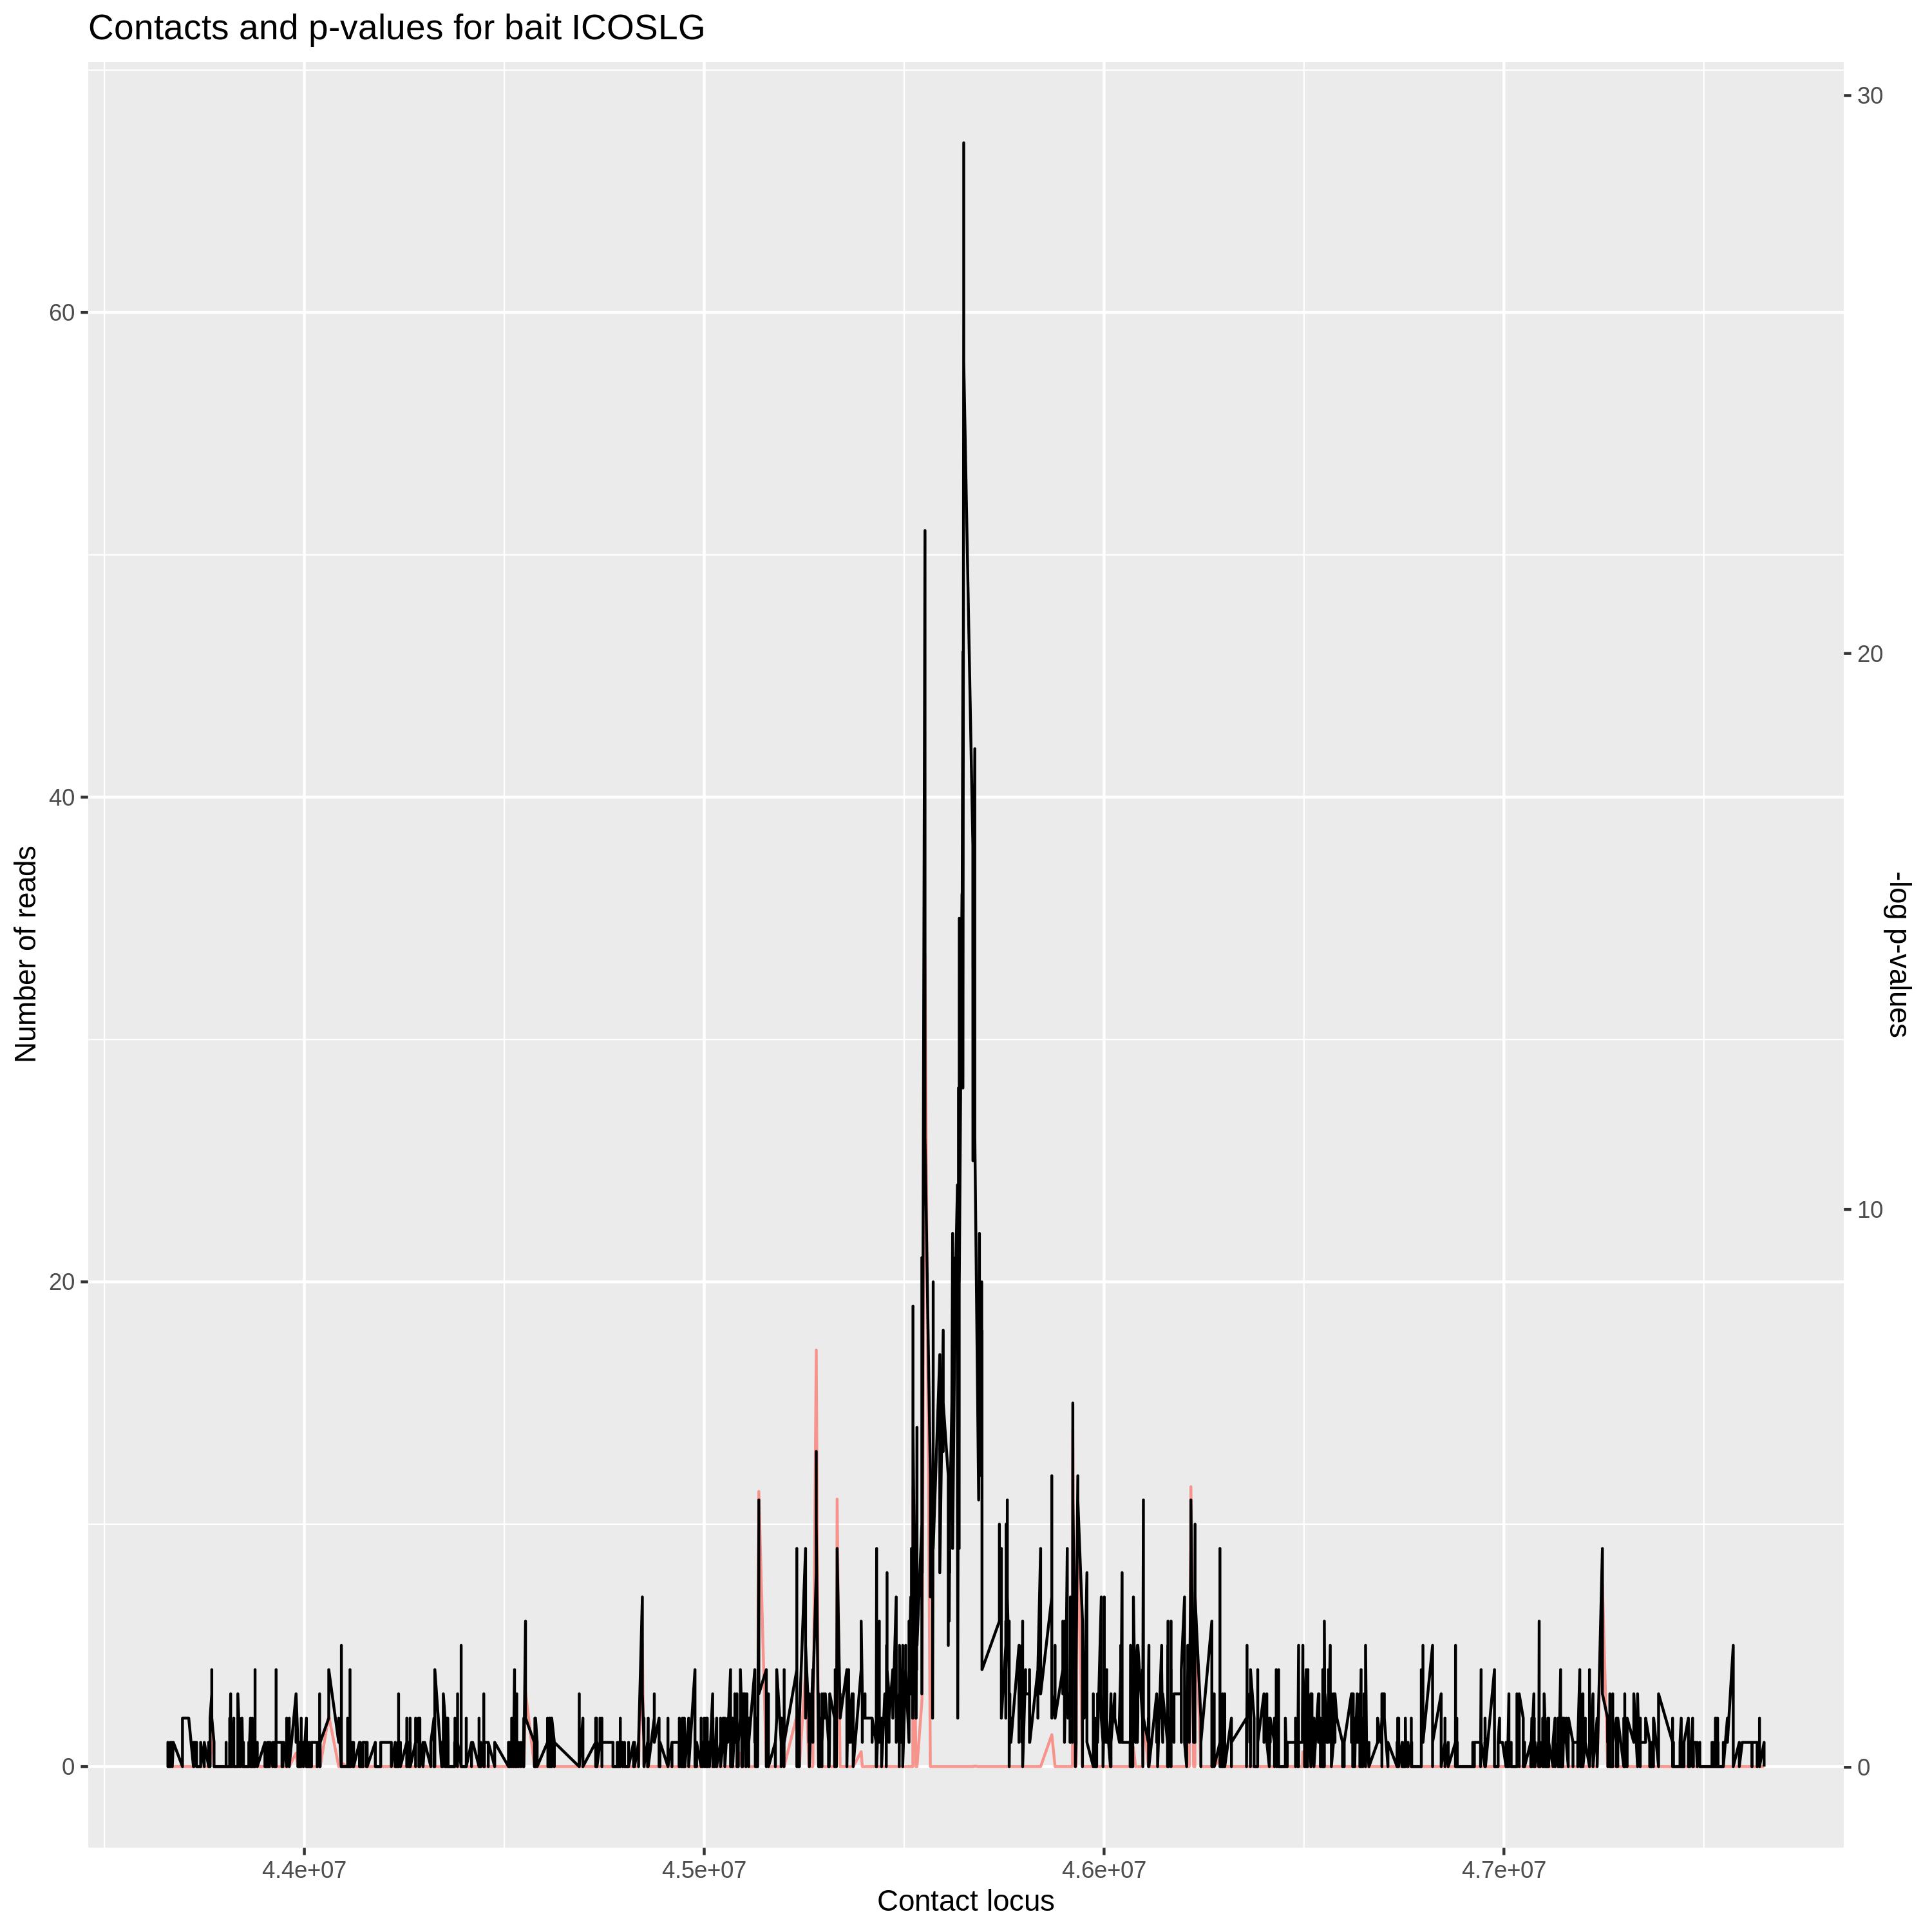 Contacts and p-values for bait ICOSLG
30
60
20
40
Number of reads
-log p-values
10
20
0
0
4.4e+07
4.5e+07
4.6e+07
4.7e+07
Contact locus